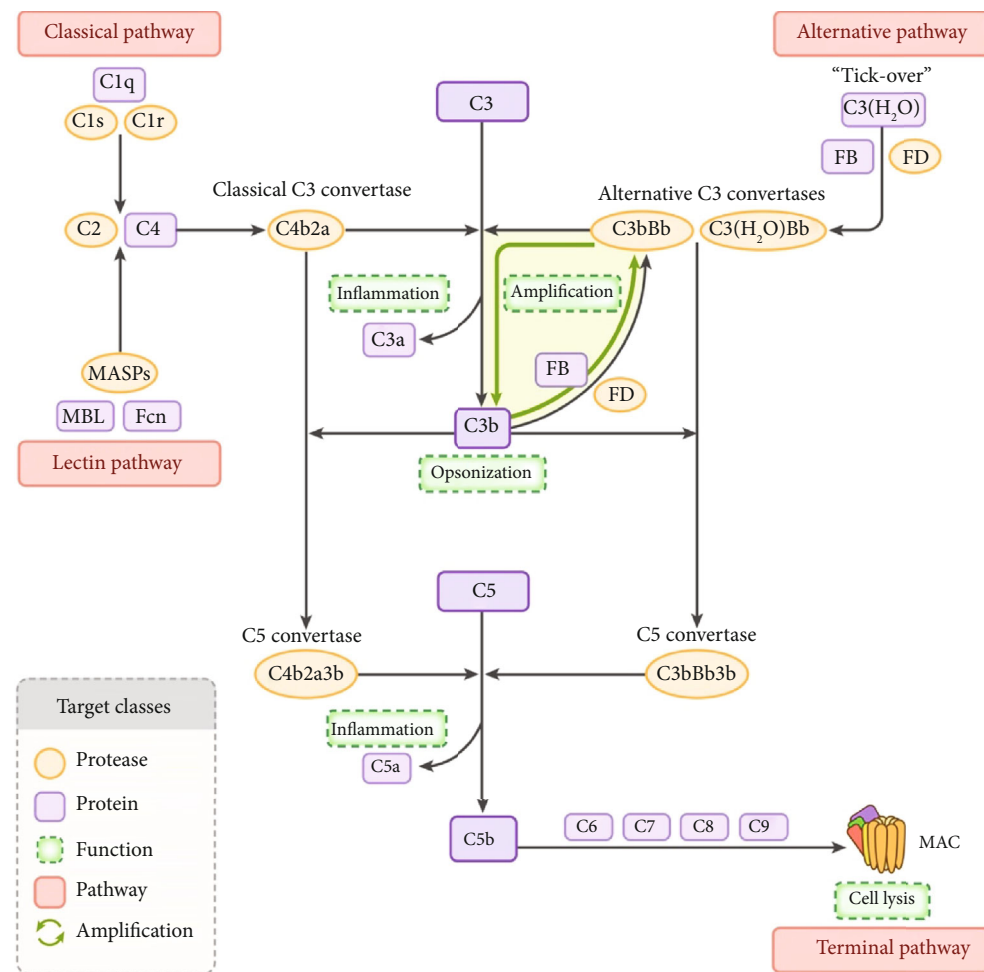 Classical pathway
Alternative pathway
C1q
C1s
C1r
C3
“Tick-over”
C3(H₂O)
FB
FD
Classical C3 convertase
Alternative C3 convertases
C2
C4
C4b2a
C3bBb
C3(H₂O)Bb
Inflammation
Amplification
C3a
MASPs
FB
FD
MBL
Fcn
C3b
Lectin pathway
Opsonization
C5
C5 convertase
C5 convertase
C4b2a3b
C3bBb3b
Target classes
Inflammation
Protease
C5a
Protein
C5b
C6
C7
C8
C9
MAC
Function
Pathway
Cell lysis
Amplification
Terminal pathway